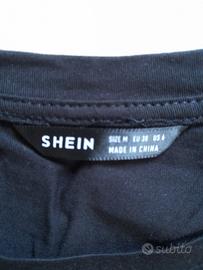 SHEIN
SIZE M EU 38 US 6
MADE IN CHINA
subito